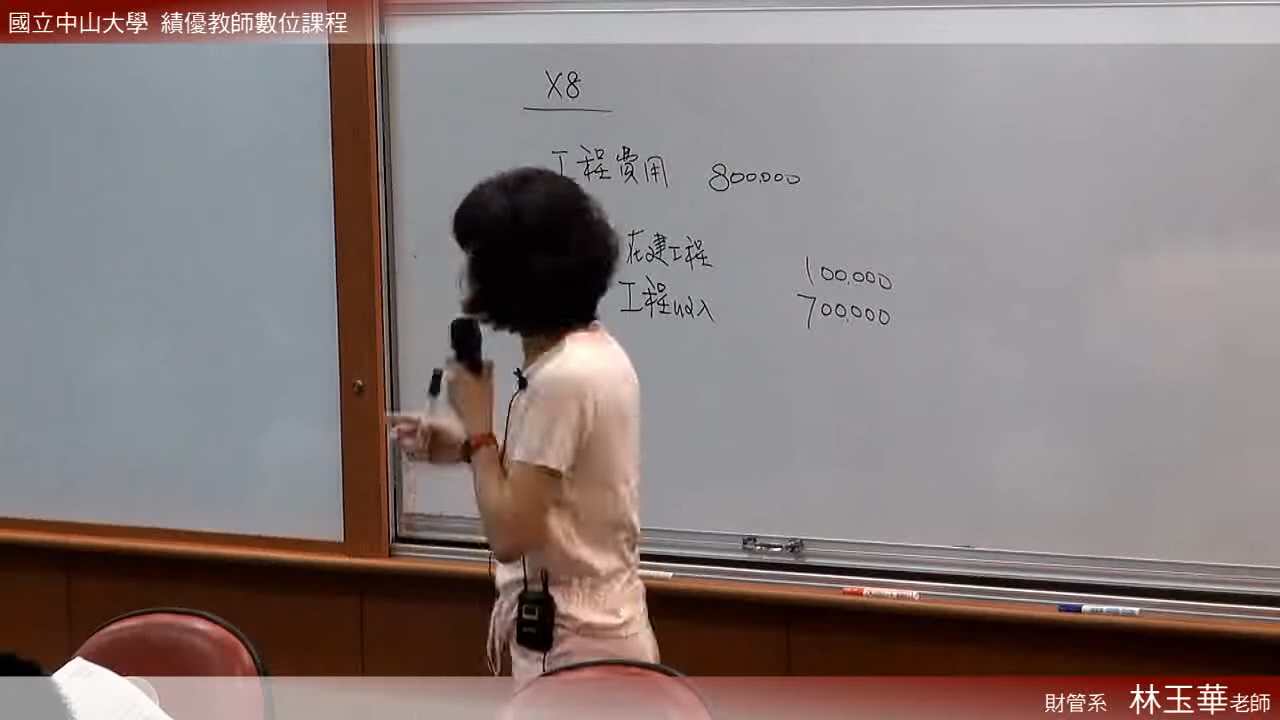 國立中山大學 績優教師數位課程
X8
工程費用 800,000
在建工程 100,000
工程收入 700,000
財管系 林玉華老師